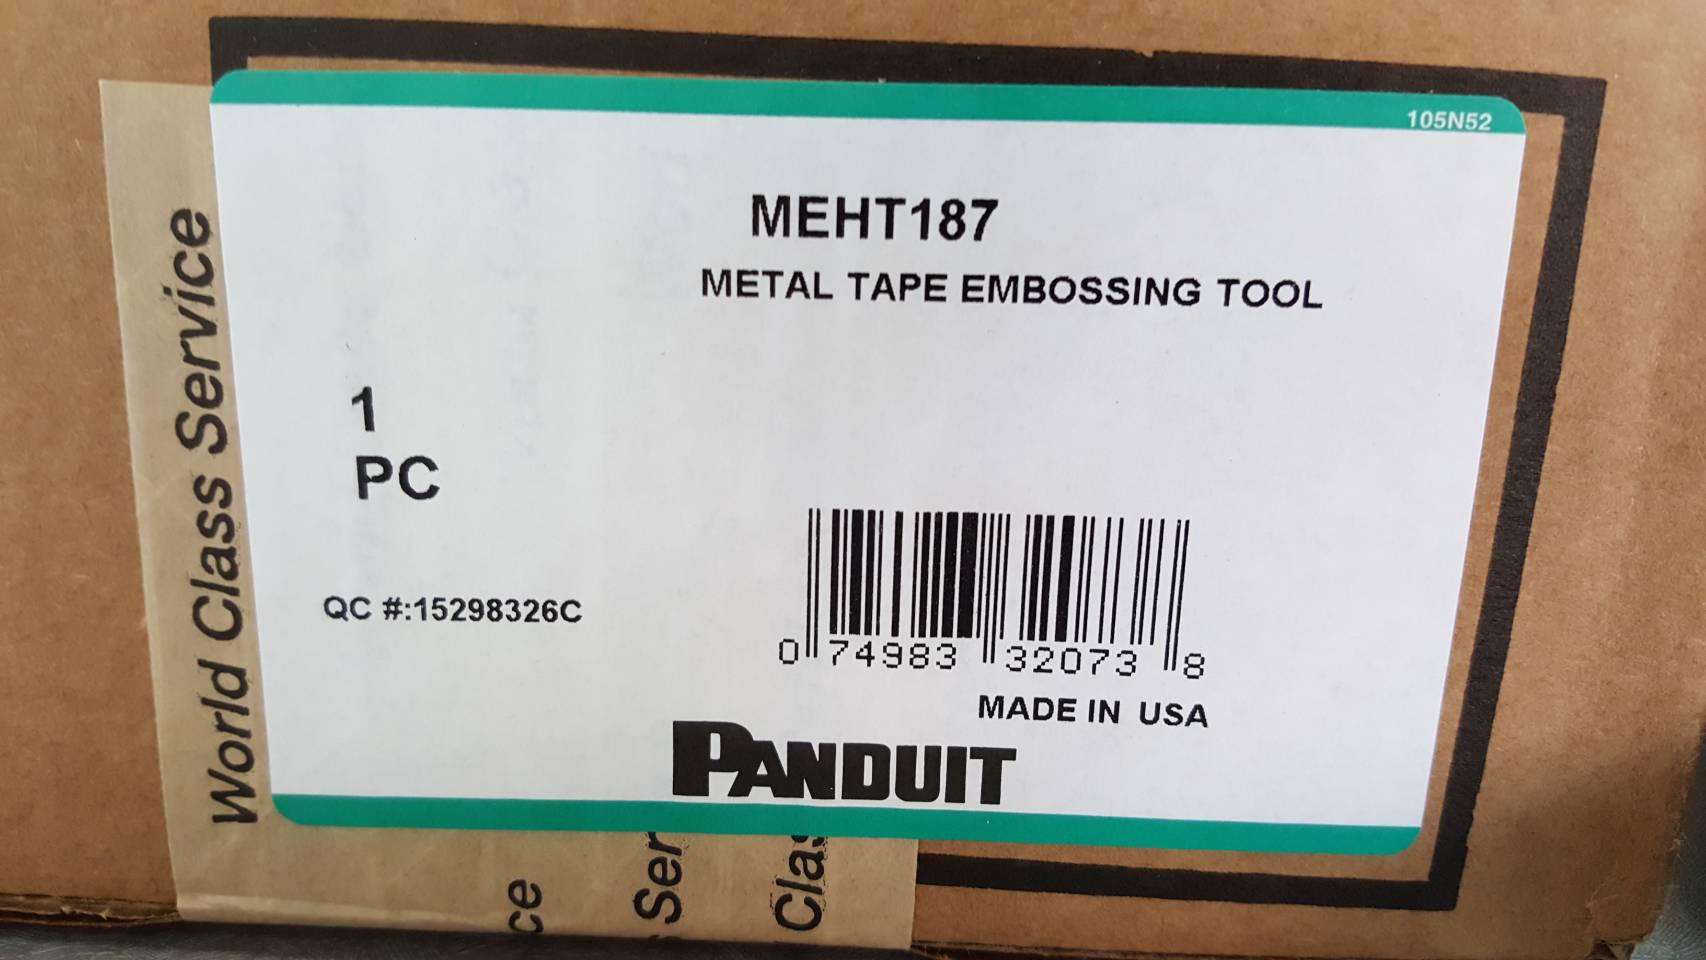 105N52
MEHT187
METAL TAPE EMBOSSING TOOL
1
PC
QC #:15298326C
0 74983 32073 8
MADE IN USA
PANDUIT
World Class Service
ce
Ser
Clas